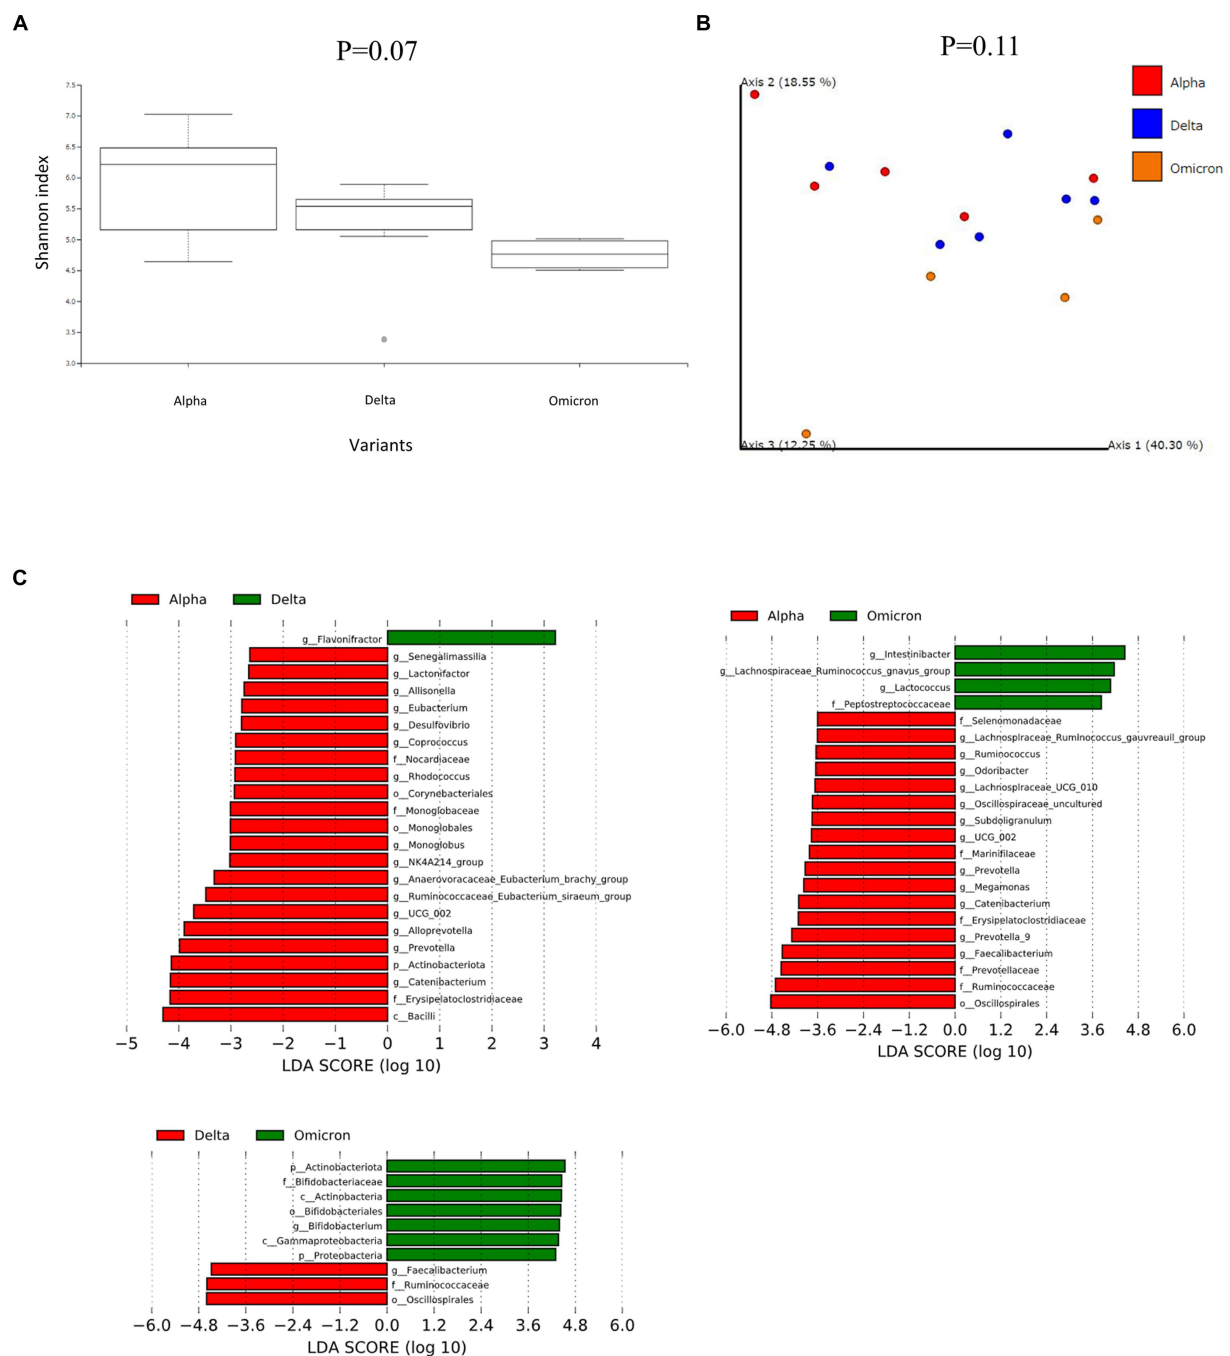 A
P=0.07
7.5
7.0
6.5
6.0
5.5
5.0
4.5
4.0
3.5
3.0
Shannon index
Alpha
Delta
Omicron
Variants
B
P=0.11
Axis 2 (18.55 %)
Axis 3 (12.25 %)
Axis 1 (40.30 %)
Alpha
Delta
Omicron
C
Alpha Delta
g__Flavonifractor
g__Senegalimassilia
g__Lactonifactor
g__Allisonella
g__Eubacterium
g__Desulfovibrio
g__Coprococcus
f__Nocardiaceae
g__Rhodococcus
o__Corynebacteriales
f__Monoglobaceae
o__Monoglobales
g__Monoglobus
g__NK4A214_group
g__Anaerovoracaceae_Eubacterium_brachy_group
g__Ruminococcaceae_Eubacterium_siraeum_group
g__UCG_002
g__Alloprevotella
g__Prevotella
p__Actinobacteriota
g__Catenibacterium
f__Erysipelatoclostridiaceae
c__Bacilli
−5 −4 −3 −2 −1 0 1 2 3 4
LDA SCORE (log 10)
Alpha Omicron
g__Intestinibacter
g__Lachnospiraceae_Ruminococcus_gnavus_group
g__Lactococcus
f__Peptostreptococcaceae
f__Selenomonadaceae
g__Lachnospiraceae_Ruminococcus_gauvreauii_group
g__Ruminococcus
g__Odoribacter
g__Lachnospiraceae_UCG_010
g__Oscillospiraceae_uncultured
g__Subdoligranulum
g__UCG_002
f__Marinifilaceae
g__Prevotella
g__Megamonas
g__Catenibacterium
f__Erysipelatoclostridiaceae
g__Prevotella_9
g__Faecalibacterium
f__Prevotellaceae
f__Ruminococcaceae
o__Oscillospirales
−6.0 −4.8 −3.6 −2.4 −1.2 0.0 1.2 2.4 3.6 4.8 6.0
LDA SCORE (log 10)
Delta Omicron
p__Actinobacteriota
f__Bifidobacteriaceae
c__Actinobacteria
o__Bifidobacteriales
g__Bifidobacterium
c__Gammaproteobacteria
p__Proteobacteria
g__Faecalibacterium
f__Ruminococcaceae
o__Oscillospirales
−6.0 −4.8 −3.6 −2.4 −1.2 0.0 1.2 2.4 3.6 4.8 6.0
LDA SCORE (log 10)